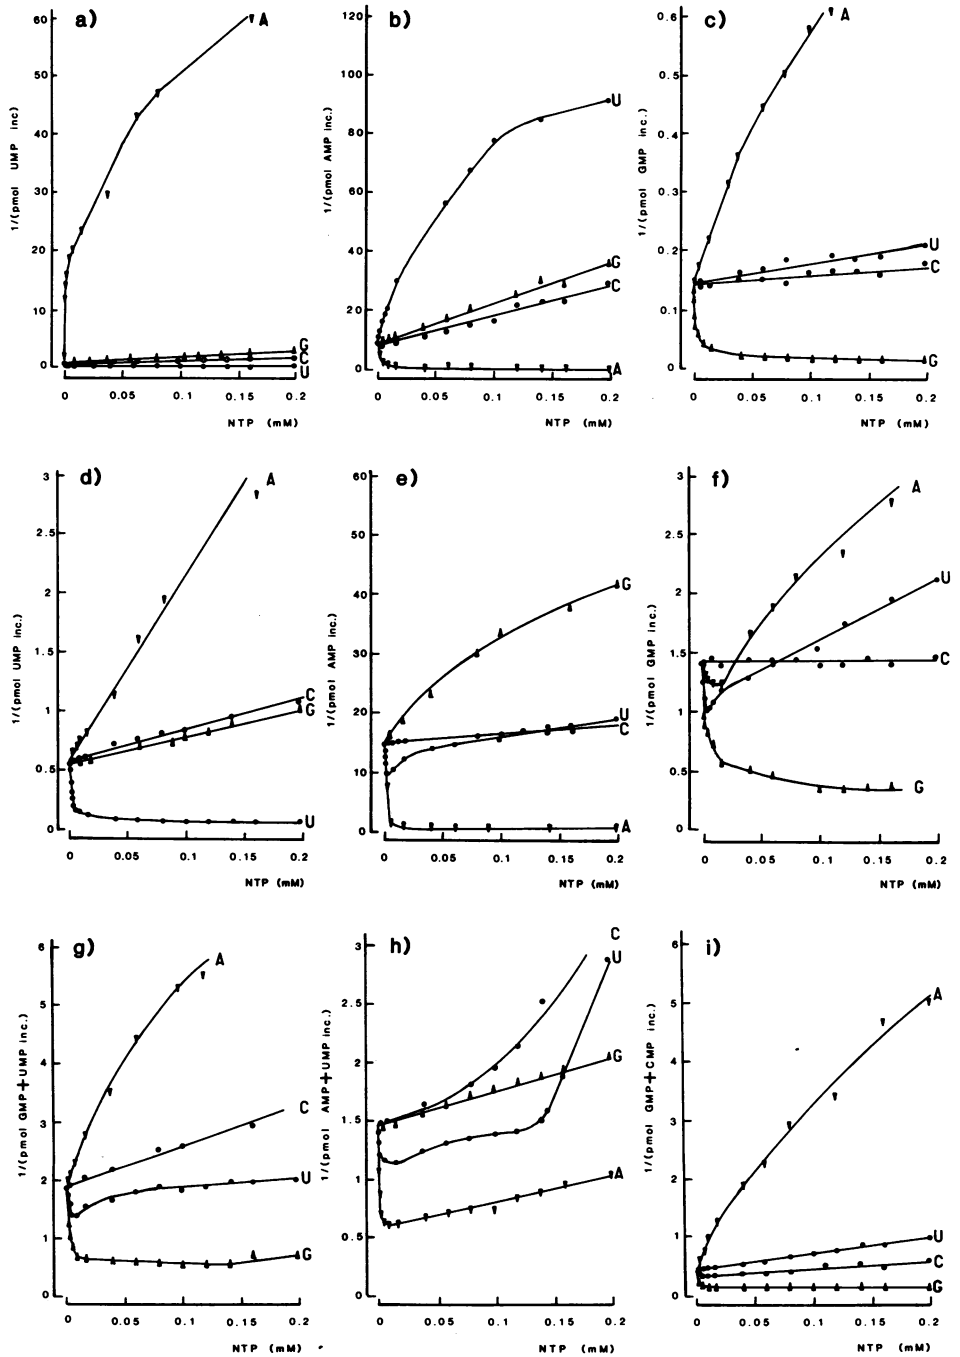 a)
60
50
40
30
20
10
0
1/(pmol UMP inc.)
A
G
C
U
0 0.05 0.1 0.15 0.2
NTP (mM)
b)
120
100
80
60
40
20
0
1/(pmol AMP inc.)
U
G
C
A
0 0.05 0.1 0.15 0.2
NTP (mM)
c)
0.6
0.5
0.4
0.3
0.2
0.1
0
1/(pmol GMP inc.)
A
U
C
G
0 0.05 0.1 0.15 0.2
NTP (mM)
d)
3
2.5
2
1.5
1
0.5
0
1/(pmol UMP inc.)
A
C
G
U
0 0.05 0.1 0.15 0.2
NTP (mM)
e)
60
50
40
30
20
10
0
1/(pmol AMP inc.)
G
U
C
A
0 0.05 0.1 0.15 0.2
NTP (mM)
f)
3
2.5
2
1.5
1
0.5
0
1/(pmol GMP inc.)
A
U
C
G
0 0.05 0.1 0.15 0.2
NTP (mM)
g)
6
5
4
3
2
1
0
1/(pmol GMP+UMP inc.)
A
C
U
G
0 0.05 0.1 0.15 0.2
NTP (mM)
h)
3
2.5
2
1.5
1
0.5
0
1/(pmol AMP+UMP inc.)
C
U
G
A
0 0.05 0.1 0.15 0.2
NTP (mM)
i)
6
5
4
3
2
1
0
1/(pmol GMP+CMP inc.)
A
U
C
G
0 0.05 0.1 0.15 0.2
NTP (mM)